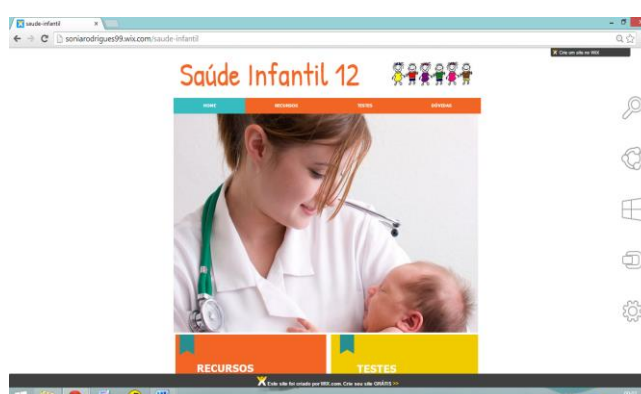 saude-infantil
soniarodrigues99.wix.com/saude-infantil
Crie um site no WIX
Saúde Infantil 12
HOME RECURSOS TESTES DÚVIDAS
RECURSOS TESTES
Este site foi criado por WIX.com. Crie seu site GRÁTIS >>